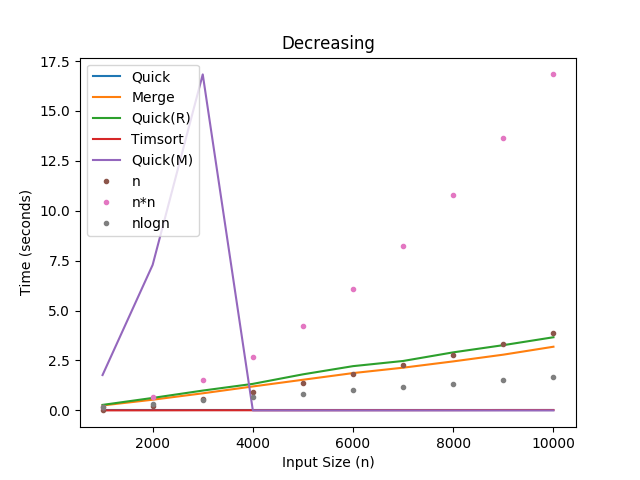 Decreasing
17.5
15.0
12.5
10.0
7.5
5.0
2.5
0.0
Time (seconds)
Quick
Merge
Quick(R)
Timsort
Quick(M)
n
n*n
nlogn
2000 4000 6000 8000 10000
Input Size (n)